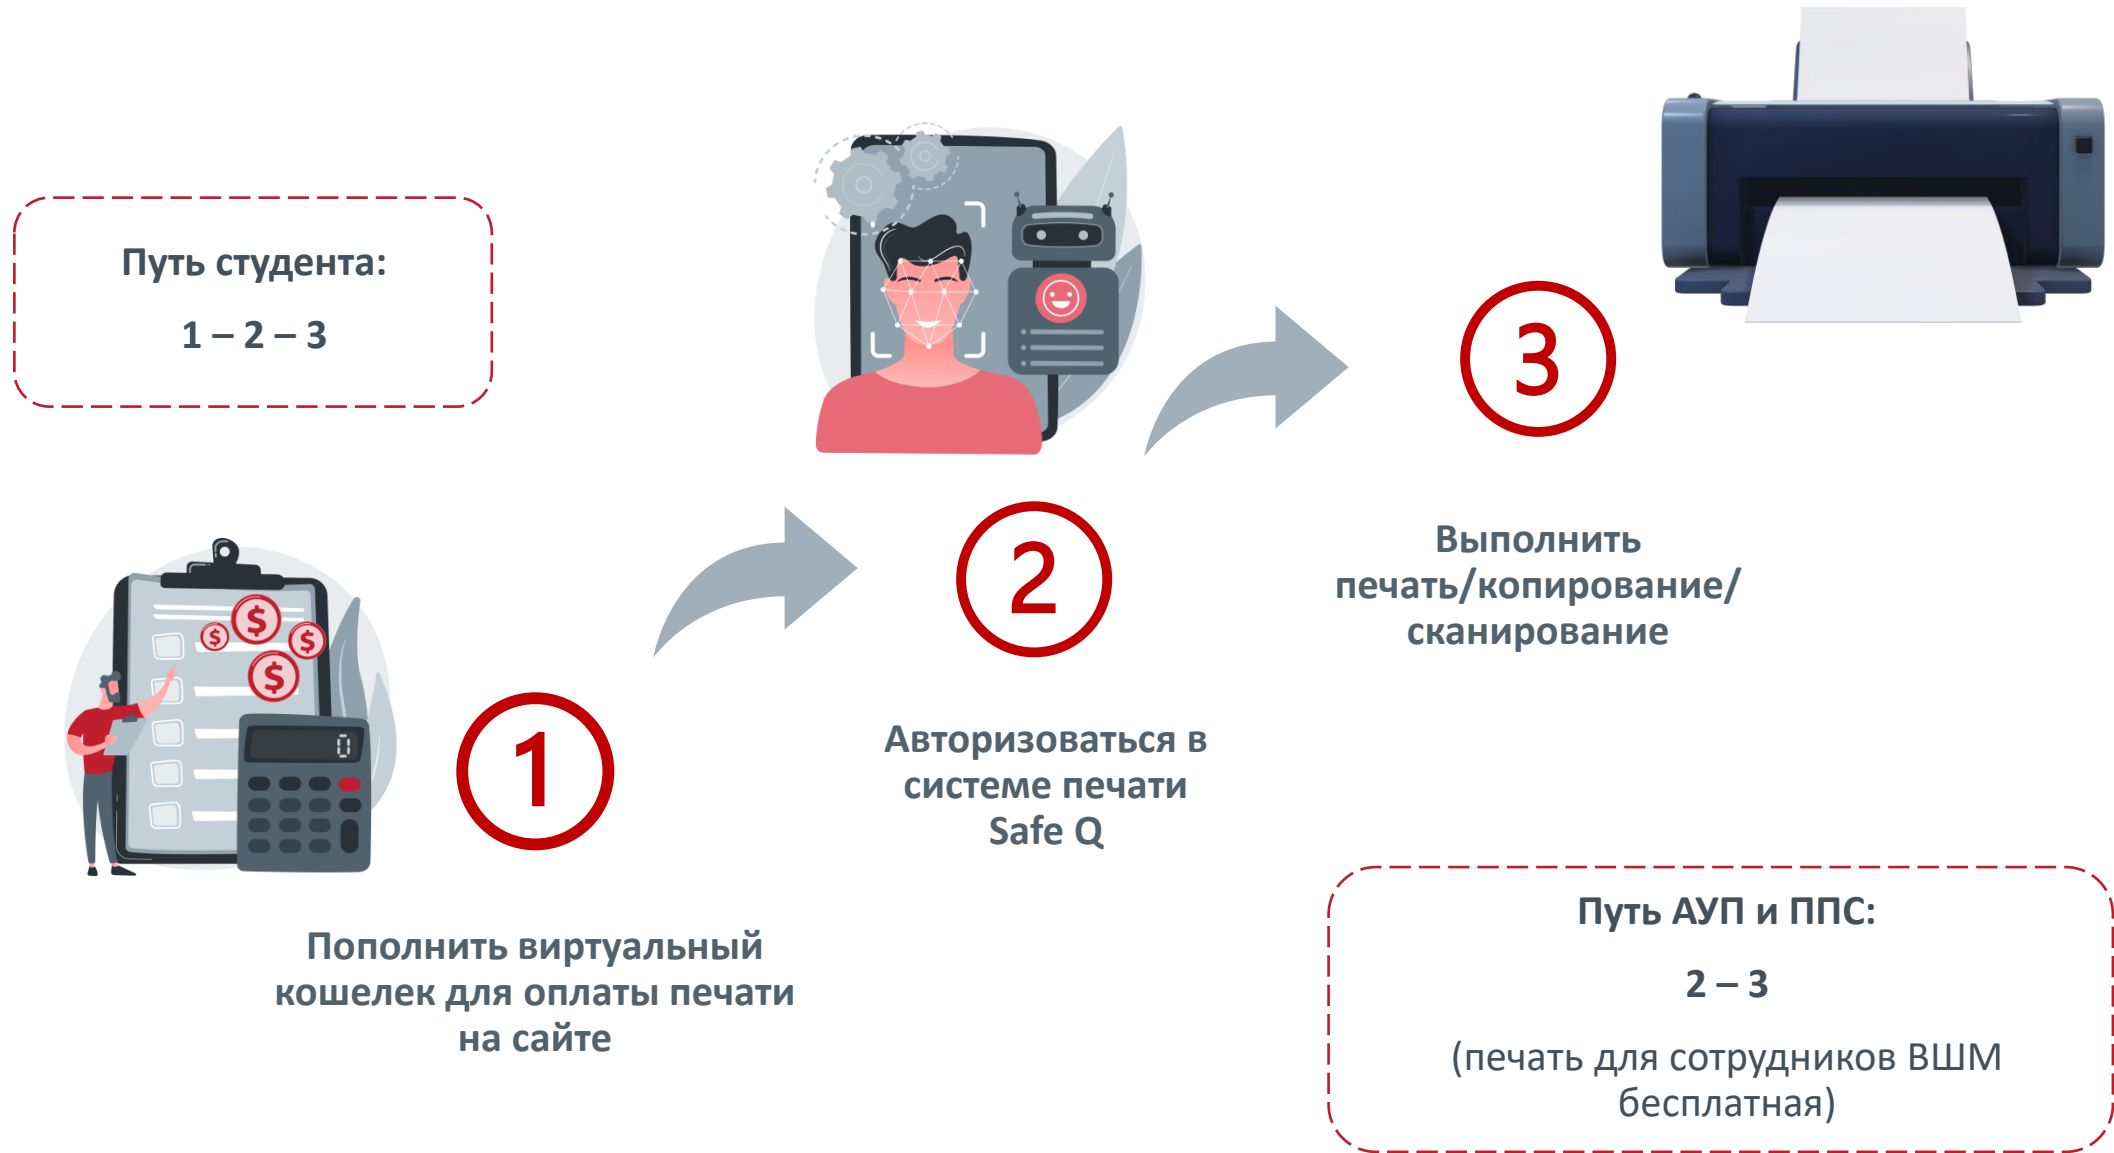 Путь студента:
1 – 2 – 3
1
Пополнить виртуальный
кошелек для оплаты печати
на сайте
2
Авторизоваться в
системе печати
Safe Q
3
Выполнить
печать/копирование/
сканирование
Путь АУП и ППС:
2 – 3
(печать для сотрудников ВШМ
бесплатная)
$
$
$
$
0